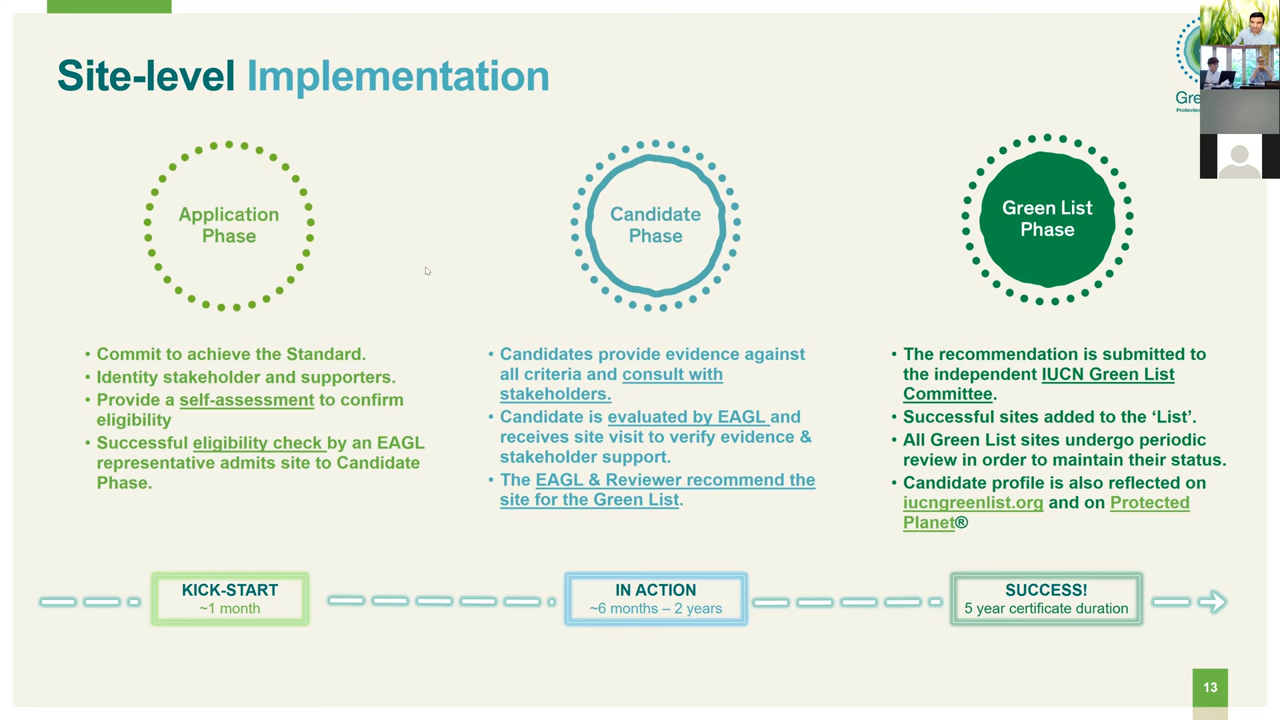 Site-level Implementation
Gre
Protected
Application
Phase
Candidate
Phase
Green List
Phase
• Commit to achieve the Standard.
• Identity stakeholder and supporters.
• Provide a self-assessment to confirm
eligibility
• Successful eligibility check by an EAGL
representative admits site to Candidate
Phase.
• Candidates provide evidence against
all criteria and consult with
stakeholders.
• Candidate is evaluated by EAGL and
receives site visit to verify evidence &
stakeholder support.
• The EAGL & Reviewer recommend the
site for the Green List.
• The recommendation is submitted to
the independent IUCN Green List
Committee.
• Successful sites added to the ‘List’.
• All Green List sites undergo periodic
review in order to maintain their status.
• Candidate profile is also reflected on
iucngreenlist.org and on Protected
Planet®
KICK-START
~1 month
IN ACTION
~6 months – 2 years
SUCCESS!
5 year certificate duration
13